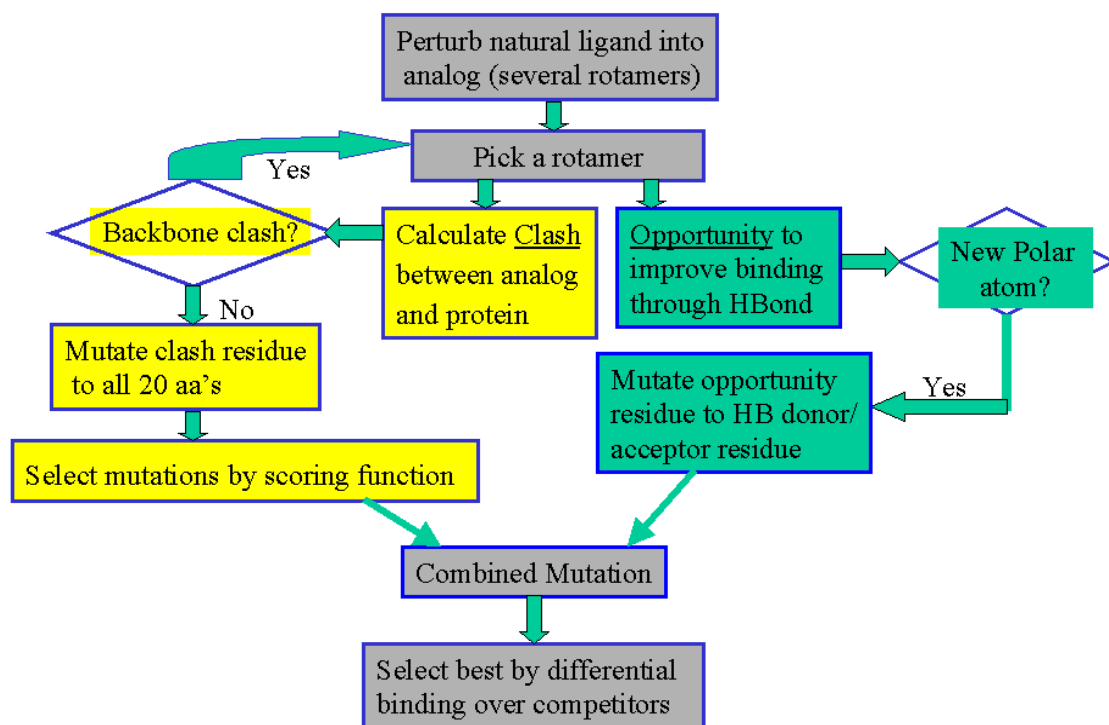 Perturb natural ligand into
analog (several rotamers)
Pick a rotamer
Yes
Backbone clash?
Calculate Clash
between analog
and protein
Opportunity to
improve binding
through HBond
New Polar
atom?
No
Mutate clash residue
to all 20 aa's
Mutate opportunity
residue to HB donor/
acceptor residue
Yes
Select mutations by scoring function
Combined Mutation
Select best by differential
binding over competitors